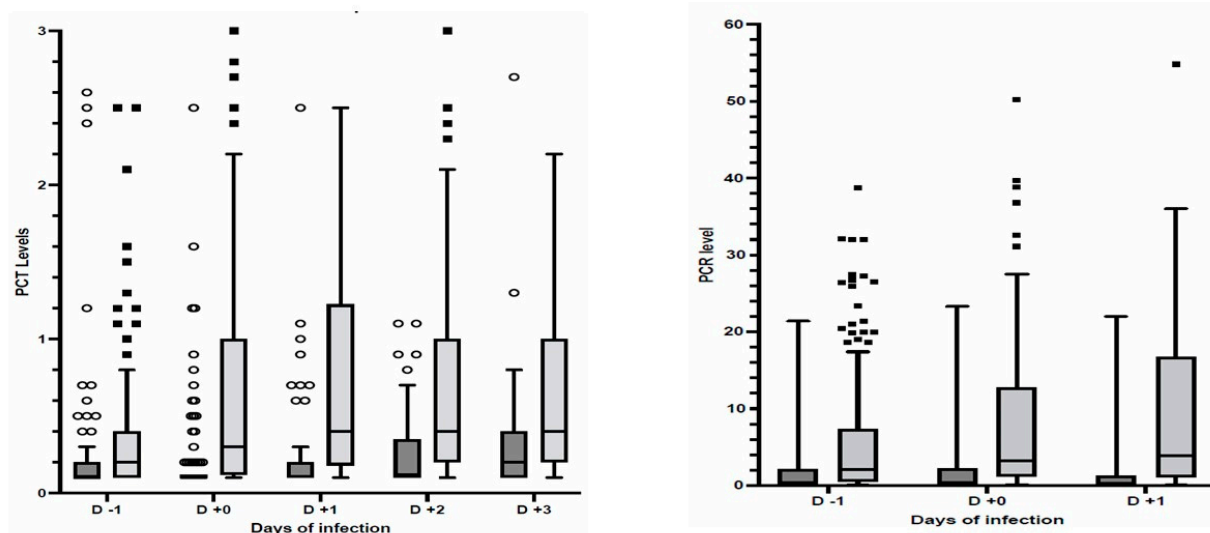 3
2
1
0
PCT Levels
D -1 D +0 D +1 D +2 D +3
Days of infection
60
50
40
30
20
10
0
PCR level
D -1 D +0 D +1
Days of infection